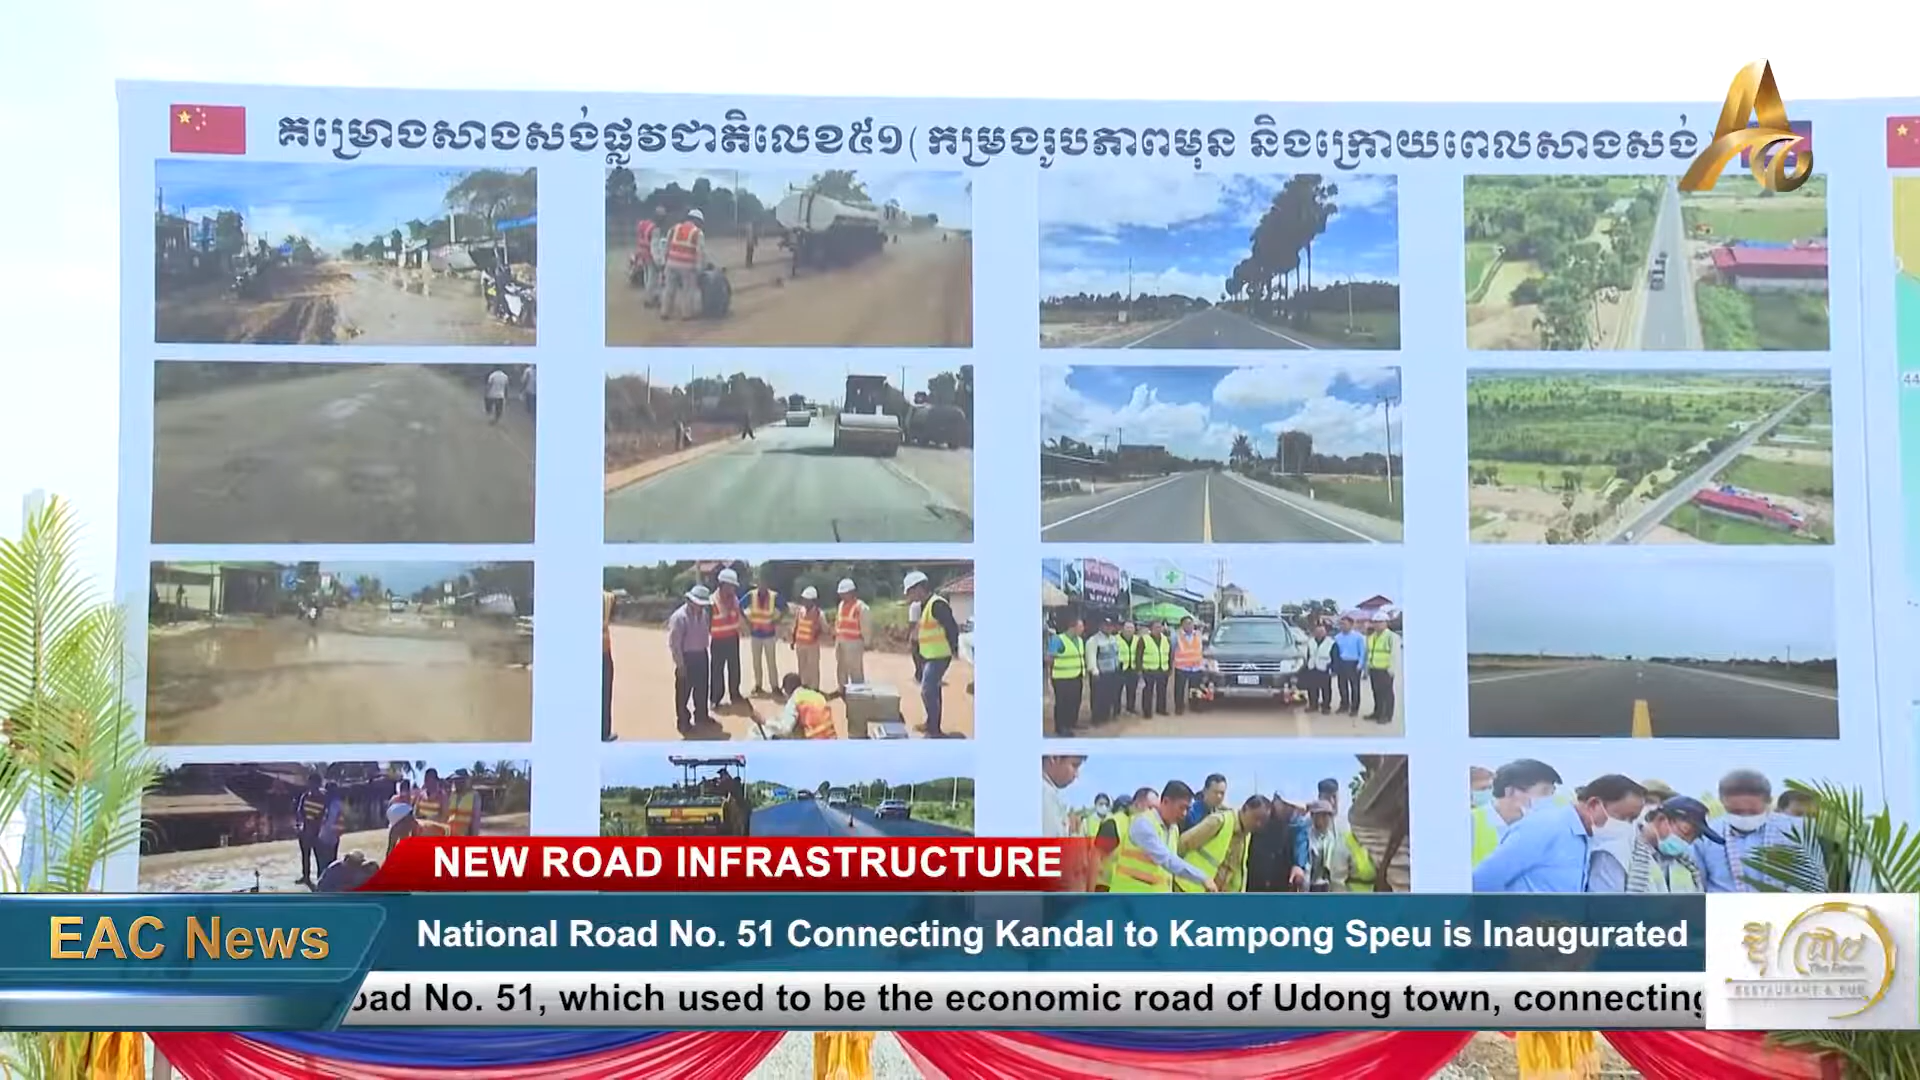 គម្រោងសាងសង់ផ្លូវជាតិលេខ៥១( កម្រងរូបភាពមុន និងក្រោយពេលសាងសង់)
NEW ROAD INFRASTRUCTURE
EAC News
National Road No. 51 Connecting Kandal to Kampong Speu is Inaugurated
oad No. 51, which used to be the economic road of Udong town, connecting
RESTAURANT & PUB